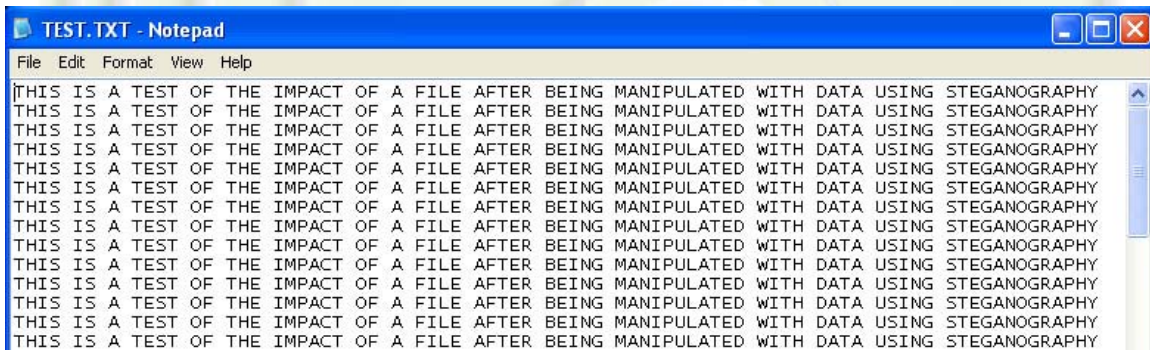 TEST.TXT - Notepad
File Edit Format View Help
THIS IS A TEST OF THE IMPACT OF A FILE AFTER BEING MANIPULATED WITH DATA USING STEGANOGRAPHY
THIS IS A TEST OF THE IMPACT OF A FILE AFTER BEING MANIPULATED WITH DATA USING STEGANOGRAPHY
THIS IS A TEST OF THE IMPACT OF A FILE AFTER BEING MANIPULATED WITH DATA USING STEGANOGRAPHY
THIS IS A TEST OF THE IMPACT OF A FILE AFTER BEING MANIPULATED WITH DATA USING STEGANOGRAPHY
THIS IS A TEST OF THE IMPACT OF A FILE AFTER BEING MANIPULATED WITH DATA USING STEGANOGRAPHY
THIS IS A TEST OF THE IMPACT OF A FILE AFTER BEING MANIPULATED WITH DATA USING STEGANOGRAPHY
THIS IS A TEST OF THE IMPACT OF A FILE AFTER BEING MANIPULATED WITH DATA USING STEGANOGRAPHY
THIS IS A TEST OF THE IMPACT OF A FILE AFTER BEING MANIPULATED WITH DATA USING STEGANOGRAPHY
THIS IS A TEST OF THE IMPACT OF A FILE AFTER BEING MANIPULATED WITH DATA USING STEGANOGRAPHY
THIS IS A TEST OF THE IMPACT OF A FILE AFTER BEING MANIPULATED WITH DATA USING STEGANOGRAPHY
THIS IS A TEST OF THE IMPACT OF A FILE AFTER BEING MANIPULATED WITH DATA USING STEGANOGRAPHY
THIS IS A TEST OF THE IMPACT OF A FILE AFTER BEING MANIPULATED WITH DATA USING STEGANOGRAPHY
THIS IS A TEST OF THE IMPACT OF A FILE AFTER BEING MANIPULATED WITH DATA USING STEGANOGRAPHY
THIS IS A TEST OF THE IMPACT OF A FILE AFTER BEING MANIPULATED WITH DATA USING STEGANOGRAPHY